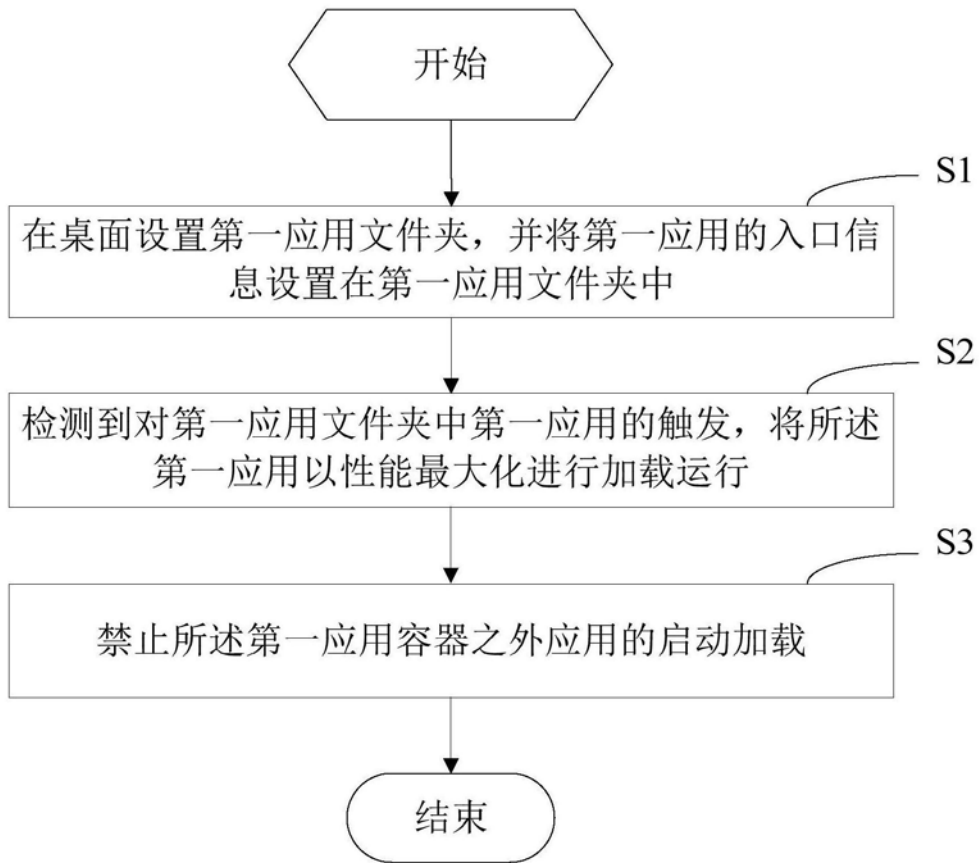 开始
S1
在桌面设置第一应用文件夹，并将第一应用的入口信
息设置在第一应用文件夹中
S2
检测到对第一应用文件夹中第一应用的触发，将所述
第一应用以性能最大化进行加载运行
S3
禁止所述第一应用容器之外应用的启动加载
结束